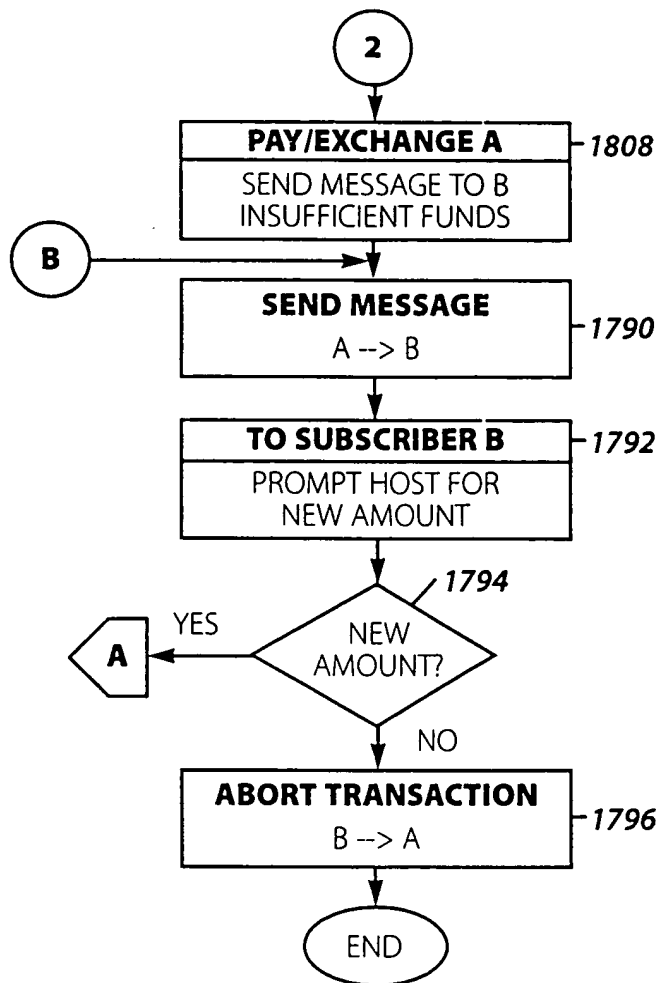 2
PAY/EXCHANGE A
1808
SEND MESSAGE TO B
INSUFFICIENT FUNDS
B
SEND MESSAGE
A --> B
1790
TO SUBSCRIBER B
1792
PROMPT HOST FOR
NEW AMOUNT
1794
NEW
AMOUNT?
YES
A
NO
ABORT TRANSACTION
B --> A
1796
END